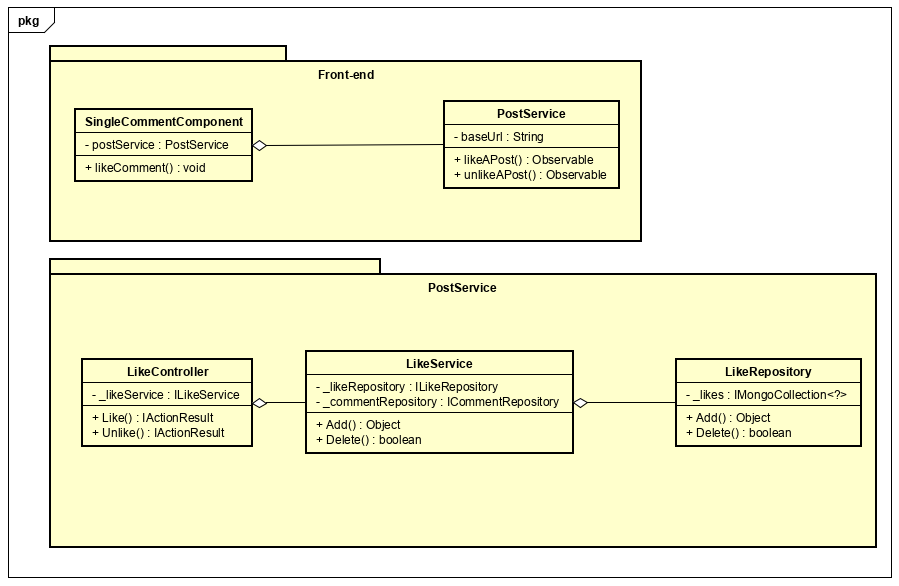 pkg
Front-end
SingleCommentComponent
- postService : PostService
+ likeComment() : void
PostService
- baseUrl : String
+ likeAPost() : Observable
+ unlikeAPost() : Observable
PostService
LikeController
- _likeService : ILikeService
+ Like() : IActionResult
+ Unlike() : IActionResult
LikeService
- _likeRepository : ILikeRepository
- _commentRepository : ICommentRepository
+ Add() : Object
+ Delete() : boolean
LikeRepository
- _likes : IMongoCollection<?>
+ Add() : Object
+ Delete() : boolean